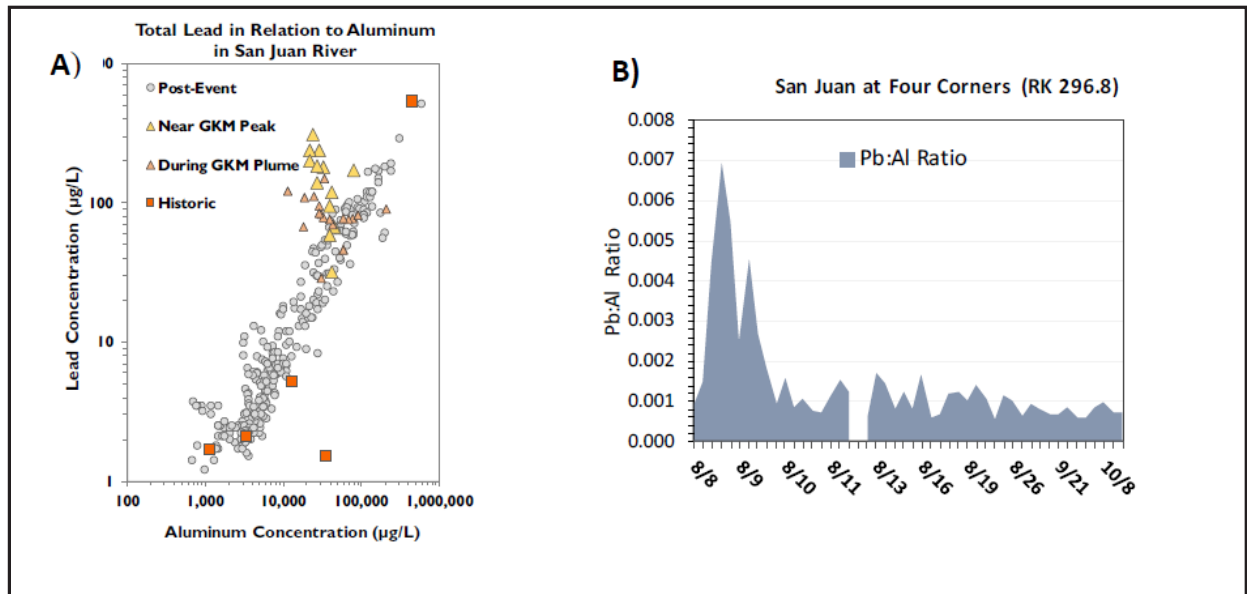 Total Lead in Relation to Aluminum
in San Juan River
A)
Post-Event
Near GKM Peak
During GKM Plume
Historic
Lead Concentration (µg/L)
00
100
10
1
100
1,000
10,000
100,000
1,000,000
Aluminum Concentration (µg/L)
B)
San Juan at Four Corners (RK 296.8)
Pb:Al Ratio
Pb:Al Ratio
0.008
0.007
0.006
0.005
0.004
0.003
0.002
0.001
0.000
8/8
8/9
8/10
8/11
8/13
8/16
8/19
8/26
9/21
10/8